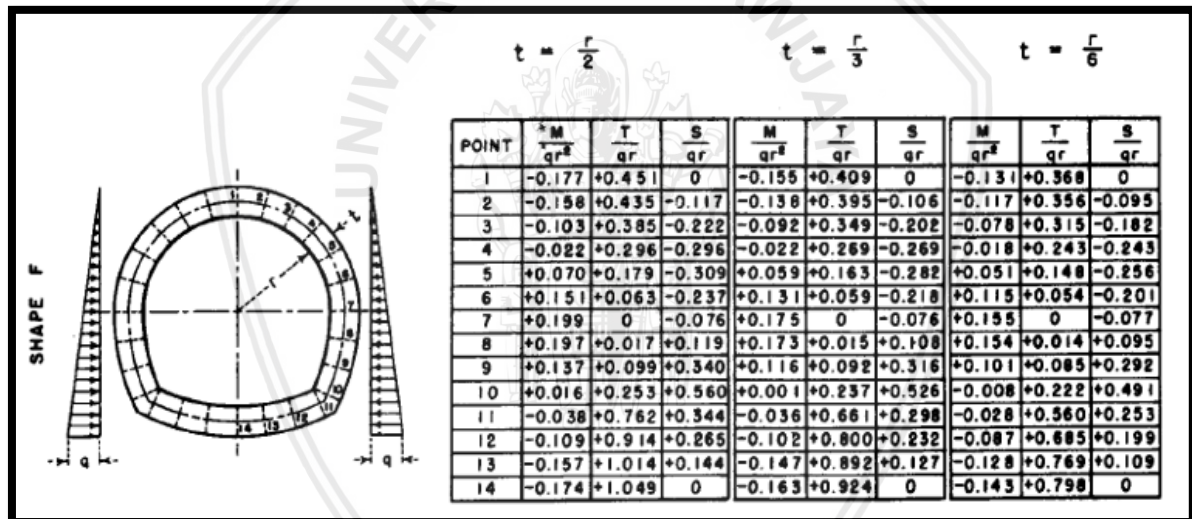 t = r/2 t = r/3 t = r/6
POINT M/qr² T/qr S/qr M/qr² T/qr S/qr M/qr² T/qr S/qr
1 -0.177 +0.451 0 -0.155 +0.409 0 -0.131 +0.368 0
2 -0.158 +0.435 -0.117 -0.138 +0.395 -0.106 -0.117 +0.356 -0.095
3 -0.103 +0.385 -0.222 -0.092 +0.349 -0.202 -0.078 +0.315 -0.182
4 -0.022 +0.296 -0.296 -0.022 +0.269 -0.269 -0.018 +0.243 -0.243
5 +0.070 +0.179 -0.309 +0.059 +0.163 -0.282 +0.051 +0.148 -0.256
6 +0.151 +0.063 -0.237 +0.131 +0.059 -0.218 +0.115 +0.054 -0.201
7 +0.199 0 -0.076 +0.175 0 -0.076 +0.155 0 -0.077
8 +0.197 +0.017 +0.119 +0.173 +0.015 +0.108 +0.154 +0.014 +0.095
9 +0.137 +0.099 +0.340 +0.116 +0.092 +0.316 +0.101 +0.085 +0.292
10 +0.016 +0.253 +0.560 +0.001 +0.237 +0.526 -0.008 +0.222 +0.491
11 -0.038 +0.762 +0.344 -0.036 +0.661 +0.298 -0.028 +0.560 +0.253
12 -0.109 +0.914 +0.265 -0.102 +0.800 +0.232 -0.087 +0.685 +0.199
13 -0.157 +1.014 +0.144 -0.147 +0.892 +0.127 -0.128 +0.769 +0.109
14 -0.174 +1.049 0 -0.163 +0.924 0 -0.143 +0.798 0
SHAPE F
1 2 3 4 5 6 7 8 9 10 11 12 13 14
t
r
q q